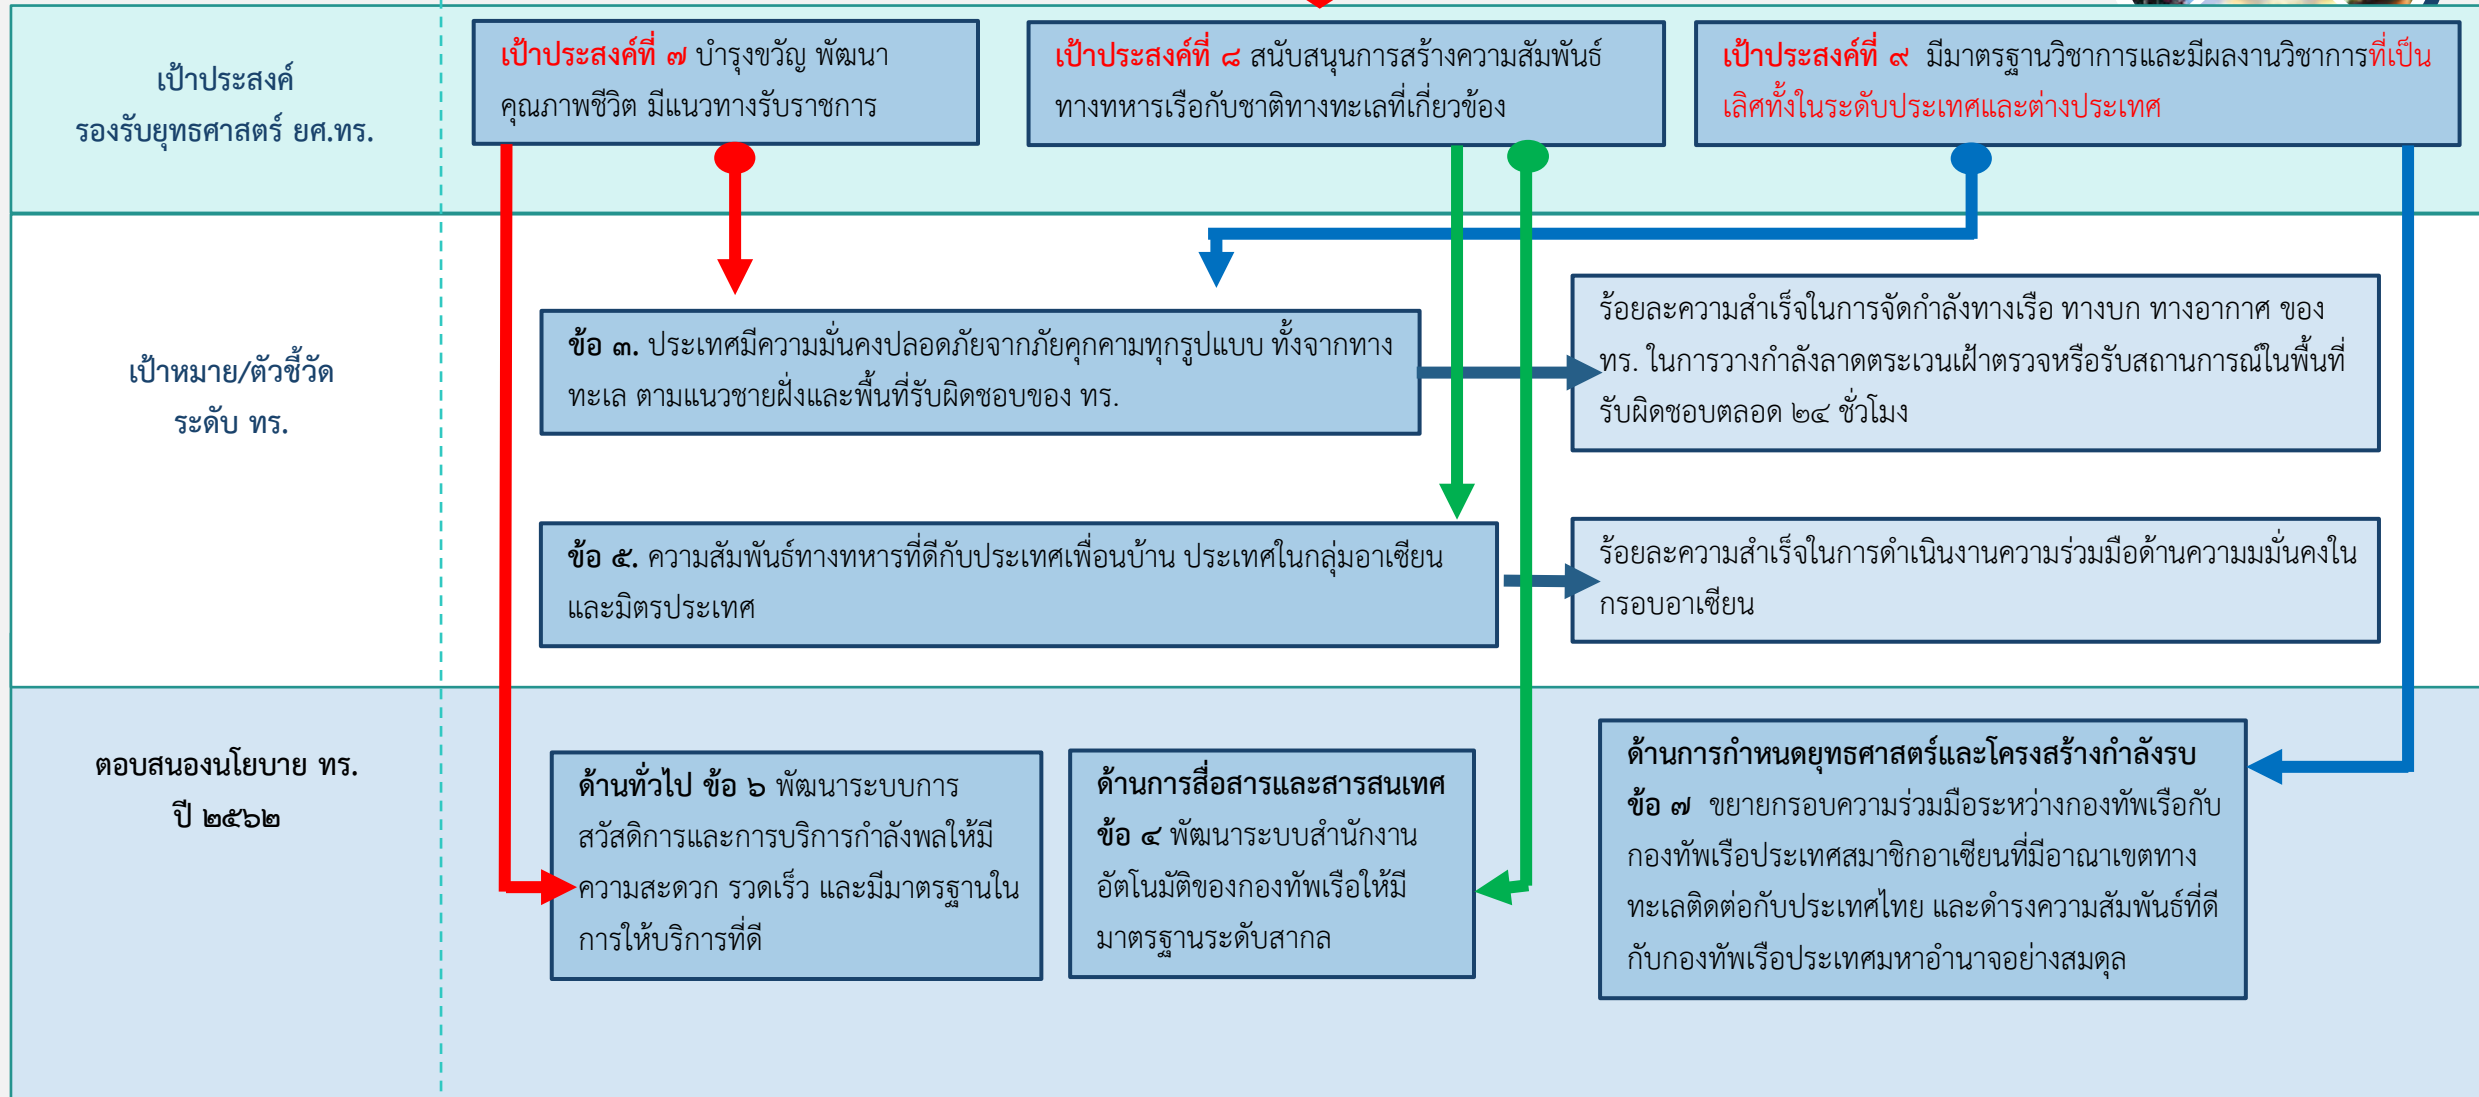 เป้าประสงค์
รองรับยุทธศาสตร์ ยศ.ทร.
เป้าประสงค์ที่ ๗ บำรุงขวัญ พัฒนา
คุณภาพชีวิต มีแนวทางรับราชการ
เป้าประสงค์ที่ ๘ สนับสนุนการสร้างความสัมพันธ์
ทางทหารเรือกับชาติทางทะเลที่เกี่ยวข้อง
เป้าประสงค์ที่ ๙ มีมาตรฐานวิชาการและมีผลงานวิชาการที่เป็น
เลิศทั้งในระดับประเทศและต่างประเทศ
เป้าหมาย/ตัวชี้วัด
ระดับ ทร.
ข้อ ๓. ประเทศมีความมั่นคงปลอดภัยจากภัยคุกคามทุกรูปแบบ ทั้งจากทาง
ทะเล ตามแนวชายฝั่งและพื้นที่รับผิดชอบของ ทร.
ร้อยละความสำเร็จในการจัดกำลังทางเรือ ทางบก ทางอากาศ ของ
ทร. ในการวางกำลังลาดตระเวนเฝ้าตรวจหรือรับสถานการณ์ในพื้นที่
รับผิดชอบตลอด ๒๔ ชั่วโมง
ข้อ ๕. ความสัมพันธ์ทางทหารที่ดีกับประเทศเพื่อนบ้าน ประเทศในกลุ่มอาเซียน
และมิตรประเทศ
ร้อยละความสำเร็จในการดำเนินงานความร่วมมือด้านความมมั่นคงใน
กรอบอาเซียน
ตอบสนองนโยบาย ทร.
ปี ๒๕๖๒
ด้านทั่วไป ข้อ ๖ พัฒนาระบบการ
สวัสดิการและการบริการกำลังพลให้มี
ความสะดวก รวดเร็ว และมีมาตรฐานใน
การให้บริการที่ดี
ด้านการสื่อสารและสารสนเทศ
ข้อ ๔ พัฒนาระบบสำนักงาน
อัตโนมัติของกองทัพเรือให้มี
มาตรฐานระดับสากล
ด้านการกำหนดยุทธศาสตร์และโครงสร้างกำลังรบ
ข้อ ๗ ขยายกรอบความร่วมมือระหว่างกองทัพเรือกับ
กองทัพเรือประเทศสมาชิกอาเซียนที่มีอาณาเขตทาง
ทะเลติดต่อกับประเทศไทย และดำรงความสัมพันธ์ที่ดี
กับกองทัพเรือประเทศมหาอำนาจอย่างสมดุล